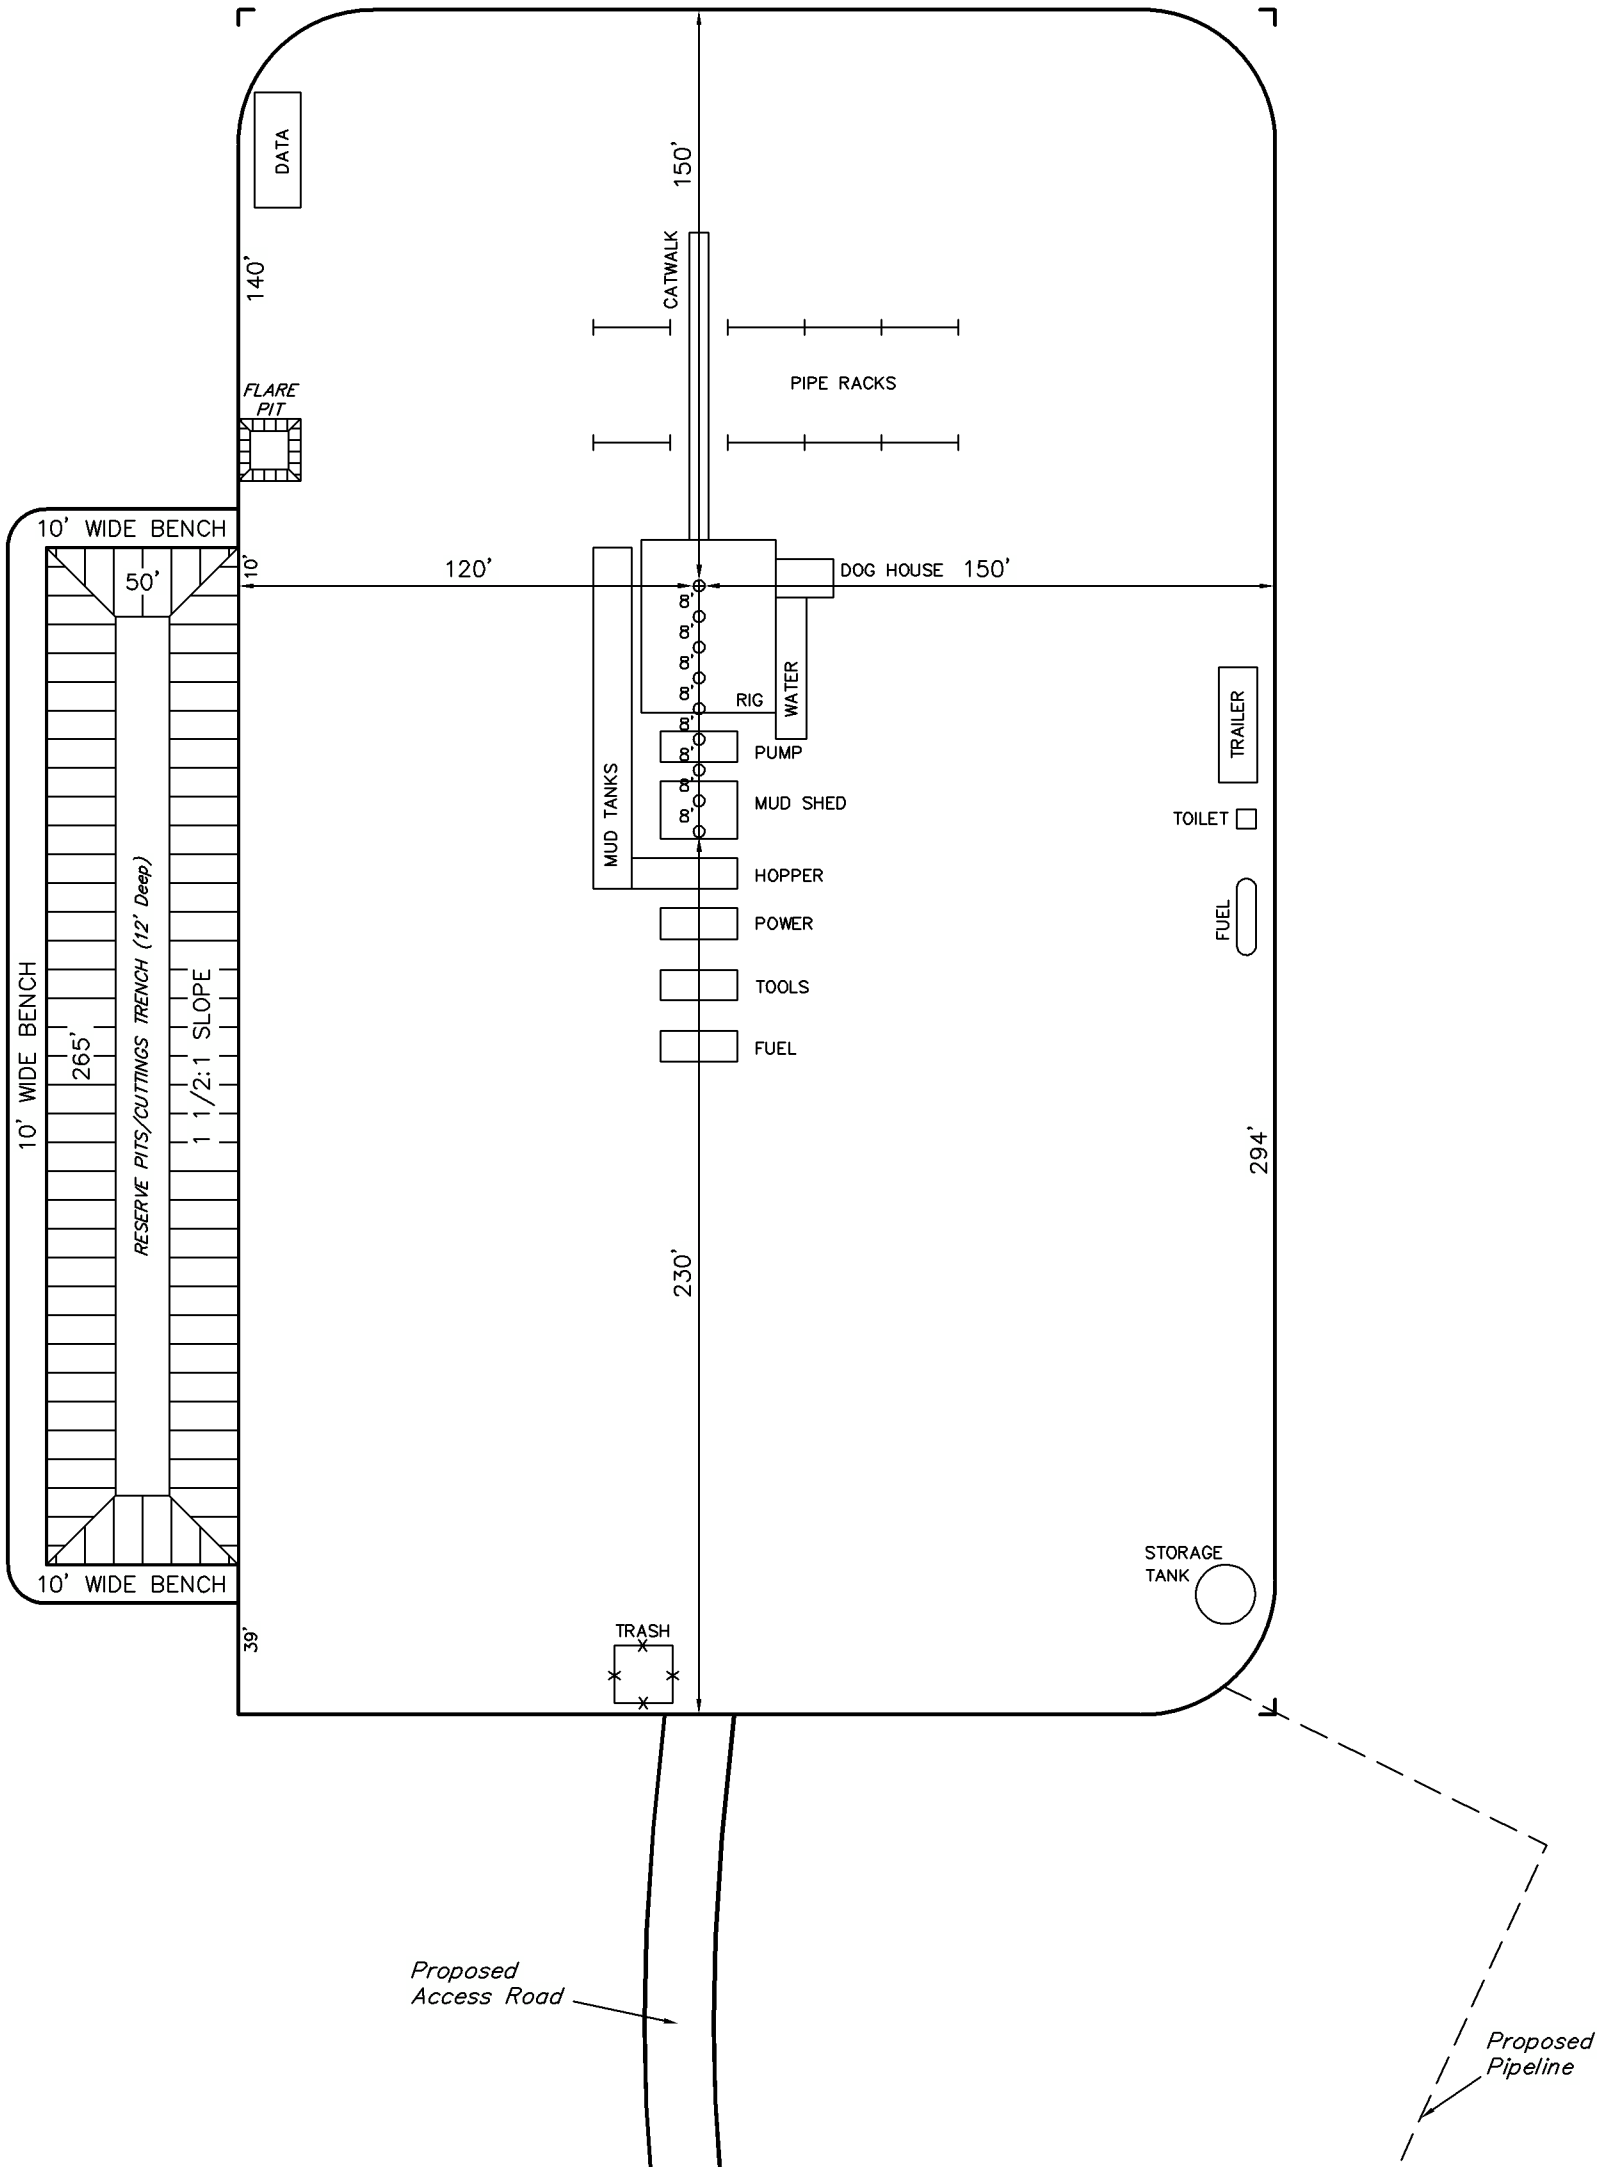 DATA
150'
CATWALK
140'
FLARE
PIT
PIPE RACKS
10' WIDE BENCH
50'
10'
120'
DOG HOUSE
150'
8'
8'
8'
8'
8'
8'
8'
8'
RIG
WATER
PUMP
MUD TANKS
MUD SHED
HOPPER
POWER
TOOLS
FUEL
TRAILER
TOILET
FUEL
10' WIDE BENCH
265'
RESERVE PITS/CUTTINGS TRENCH (12' Deep)
1 1/2:1 SLOPE
294'
230'
STORAGE
TANK
10' WIDE BENCH
39'
TRASH
Proposed
Access Road
Proposed
Pipeline